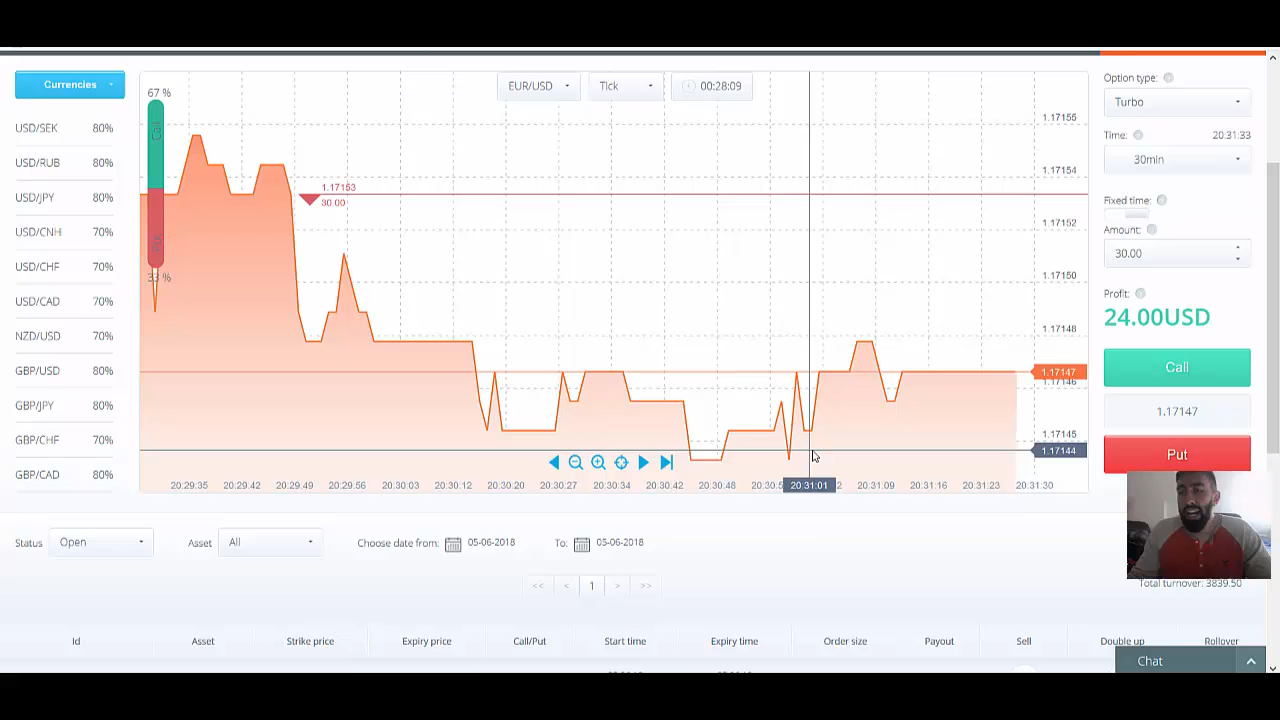 Currencies
USD/SEK 80%
USD/RUB 80%
USD/JPY 80%
USD/CNH 70%
USD/CHF 70%
USD/CAD 70%
NZD/USD 70%
GBP/USD 80%
GBP/JPY 80%
GBP/CHF 70%
GBP/CAD 80%
67 %
Call
Put
33 %
EUR/USD Tick 00:28:09
1.17153
30.00
1.17155
1.17154
1.17152
1.17150
1.17148
1.17147
1.17146
1.17145
1.17144
20:29:35 20:29:42 20:29:49 20:29:56 20:30:03 20:30:12 20:30:20 20:30:27 20:30:34 20:30:42 20:30:48 20:31:01 20:31:09 20:31:16 20:31:23 20:31:30
Option type:
Turbo
Time: 20:31:33
30min
Fixed time:
Amount:
30.00
Profit:
24.00USD
Call
1.17147
Put
Total turnover: 3839.50
Status Open Asset All Choose date from: 05-06-2018 To: 05-06-2018
<< < 1 > >>
Id Asset Strike price Expiry price Call/Put Start time Expiry time Order size Payout Sell Double up Rollover
Chat